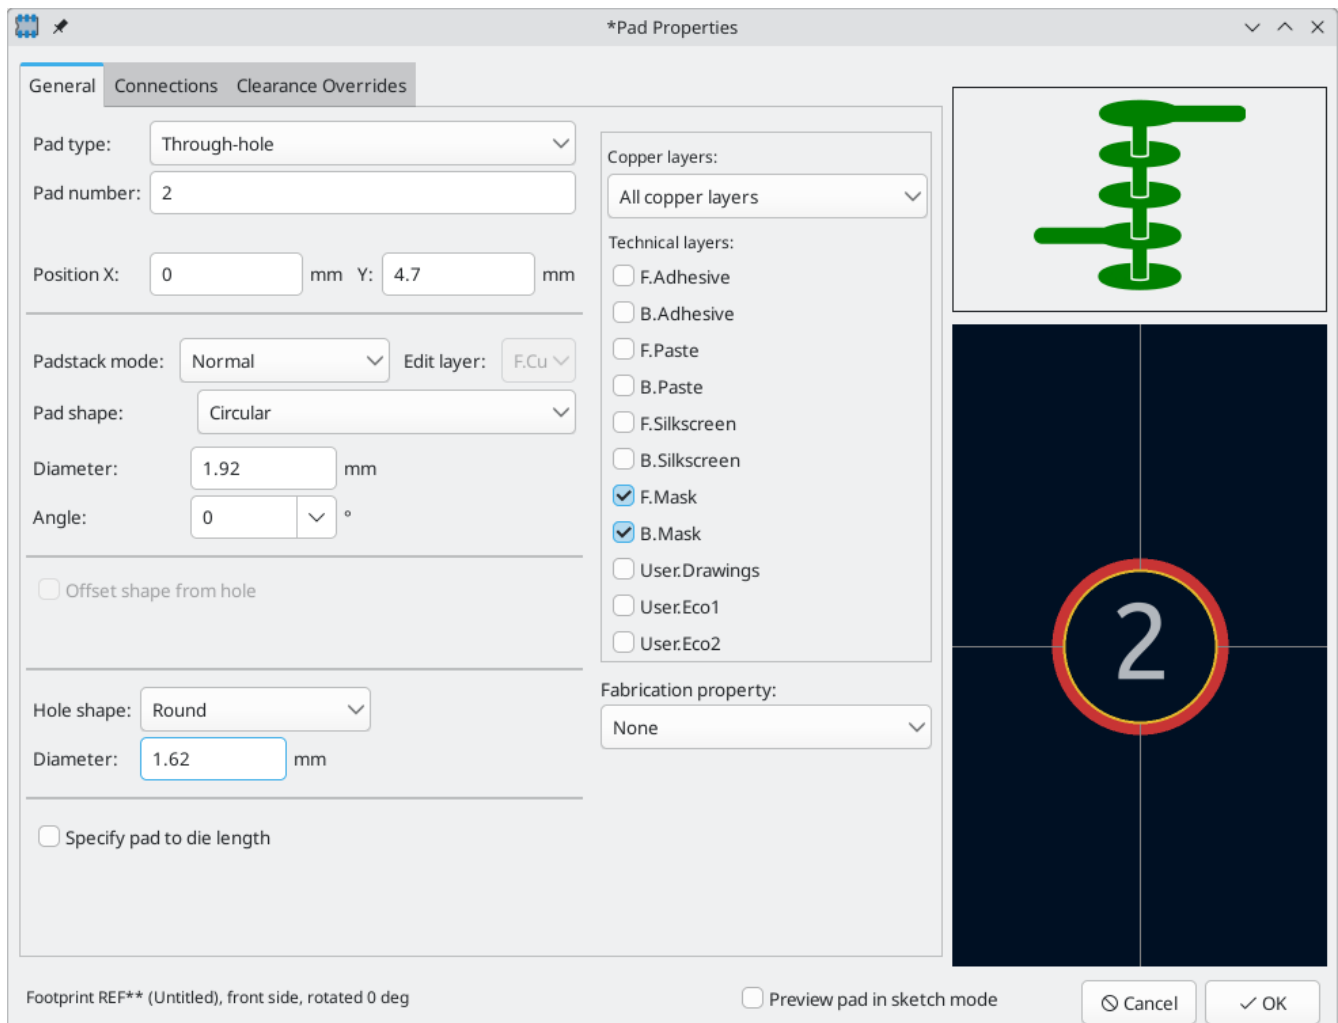 *Pad Properties
General Connections Clearance Overrides
Pad type: Through-hole
Pad number: 2
Position X: 0 mm Y: 4.7 mm
Padstack mode: Normal Edit layer: F.Cu
Pad shape: Circular
Diameter: 1.92 mm
Angle: 0 °
Offset shape from hole
Hole shape: Round
Diameter: 1.62 mm
Specify pad to die length
Copper layers:
All copper layers
Technical layers:
F.Adhesive
B.Adhesive
F.Paste
B.Paste
F.Silkscreen
B.Silkscreen
F.Mask
B.Mask
User.Drawings
User.Eco1
User.Eco2
Fabrication property:
None
2
Footprint REF** (Untitled), front side, rotated 0 deg
Preview pad in sketch mode
Cancel
OK